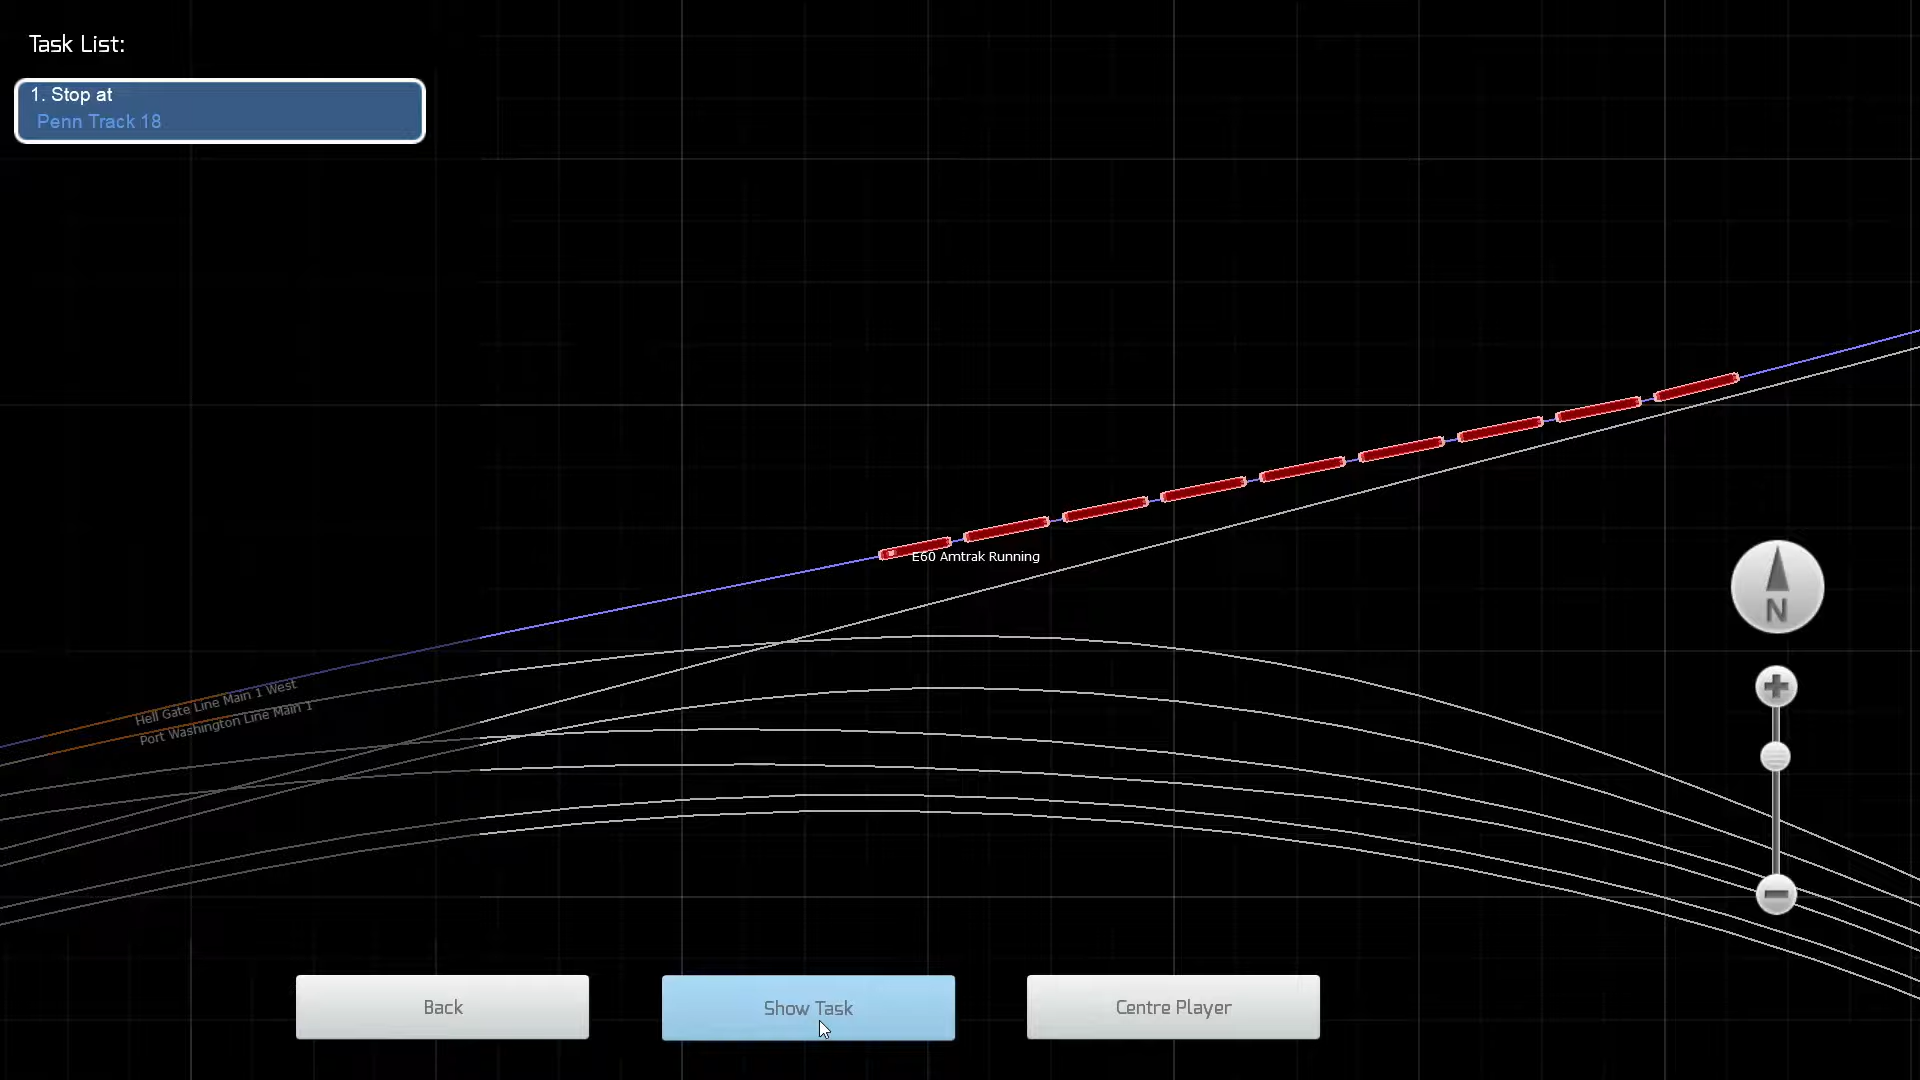 Task List:
1. Stop at
Penn Track 18
E60 Amtrak Running
Hell Gate Line Main 1 West
Port Washington Line Main 1
N
Back
Show Task
Centre Player